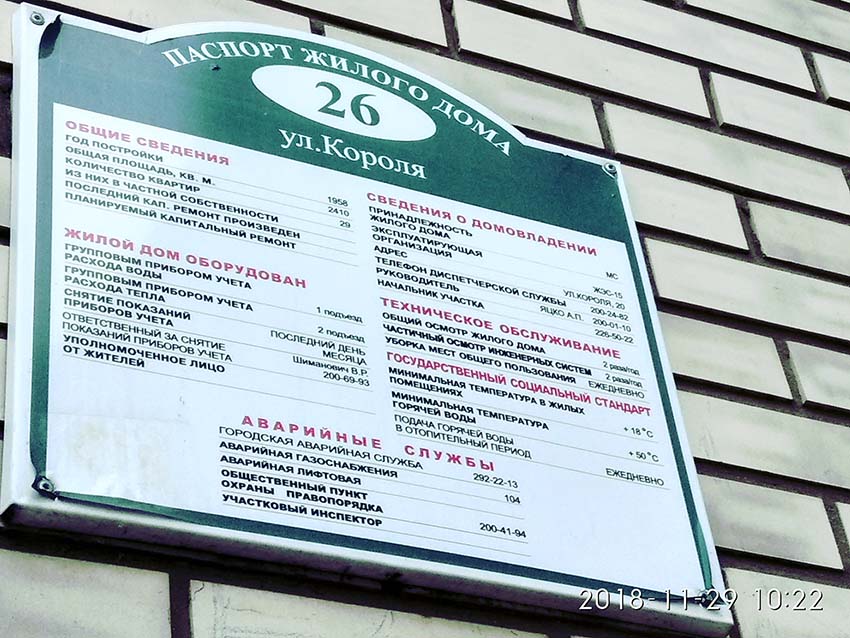 ПАСПОРТ ЖИЛОГО ДОМА
26
ул.Короля
ОБЩИЕ СВЕДЕНИЯ
ГОД ПОСТРОЙКИ 1958
ОБЩАЯ ПЛОЩАДЬ, КВ. М. 2410
КОЛИЧЕСТВО КВАРТИР 29
ИЗ НИХ В ЧАСТНОЙ СОБСТВЕННОСТИ
ПОСЛЕДНИЙ КАП. РЕМОНТ ПРОИЗВЕДЕН
ПЛАНИРУЕМЫЙ КАПИТАЛЬНЫЙ РЕМОНТ
ЖИЛОЙ ДОМ ОБОРУДОВАН
ГРУППОВЫМ ПРИБОРОМ УЧЕТА
РАСХОДА ВОДЫ 1 подъезд
ГРУППОВЫМ ПРИБОРОМ УЧЕТА
РАСХОДА ТЕПЛА 2 подъезд
СНЯТИЕ ПОКАЗАНИЙ ПОСЛЕДНИЙ ДЕНЬ
ПРИБОРОВ УЧЕТА МЕСЯЦА
ОТВЕТСТВЕННЫЙ ЗА СНЯТИЕ
ПОКАЗАНИЙ ПРИБОРОВ УЧЕТА Шиманович В.Р
УПОЛНОМОЧЕННОЕ ЛИЦО 200-69-93
ОТ ЖИТЕЛЕЙ
СВЕДЕНИЯ О ДОМОВЛАДЕНИИ
ПРИНАДЛЕЖНОСТЬ
ЖИЛОГО ДОМА МС
ЭКСПЛУАТИРУЮЩАЯ
ОРГАНИЗАЦИЯ ЖЭС-15
АДРЕС УЛ.КОРОЛЯ, 20
ТЕЛЕФОН ДИСПЕТЧЕРСКОЙ СЛУЖБЫ 200-24-82
РУКОВОДИТЕЛЬ ЯЦКО А.П. 200-01-10
НАЧАЛЬНИК УЧАСТКА 226-50-22
ТЕХНИЧЕСКОЕ ОБСЛУЖИВАНИЕ
ОБЩИЙ ОСМОТР ЖИЛОГО ДОМА 2 раза/год
ЧАСТИЧНЫЙ ОСМОТР ИНЖЕНЕРНЫХ СИСТЕМ 2 раза/год
УБОРКА МЕСТ ОБЩЕГО ПОЛЬЗОВАНИЯ ЕЖЕДНЕВНО
ГОСУДАРСТВЕННЫЙ СОЦИАЛЬНЫЙ СТАНДАРТ
МИНИМАЛЬНАЯ ТЕМПЕРАТУРА В ЖИЛЫХ
ПОМЕЩЕНИЯХ + 18°С
МИНИМАЛЬНАЯ ТЕМПЕРАТУРА
ГОРЯЧЕЙ ВОДЫ + 50°С
ПОДАЧА ГОРЯЧЕЙ ВОДЫ
В ОТОПИТЕЛЬНЫЙ ПЕРИОД ЕЖЕДНЕВНО
АВАРИЙНЫЕ СЛУЖБЫ
ГОРОДСКАЯ АВАРИЙНАЯ СЛУЖБА 292-22-13
АВАРИЙНАЯ ГАЗОСНАБЖЕНИЯ 104
АВАРИЙНАЯ ЛИФТОВАЯ
ОБЩЕСТВЕННЫЙ ПУНКТ
ОХРАНЫ ПРАВОПОРЯДКА 200-41-94
УЧАСТКОВЫЙ ИНСПЕКТОР
2018-11-29 10:22